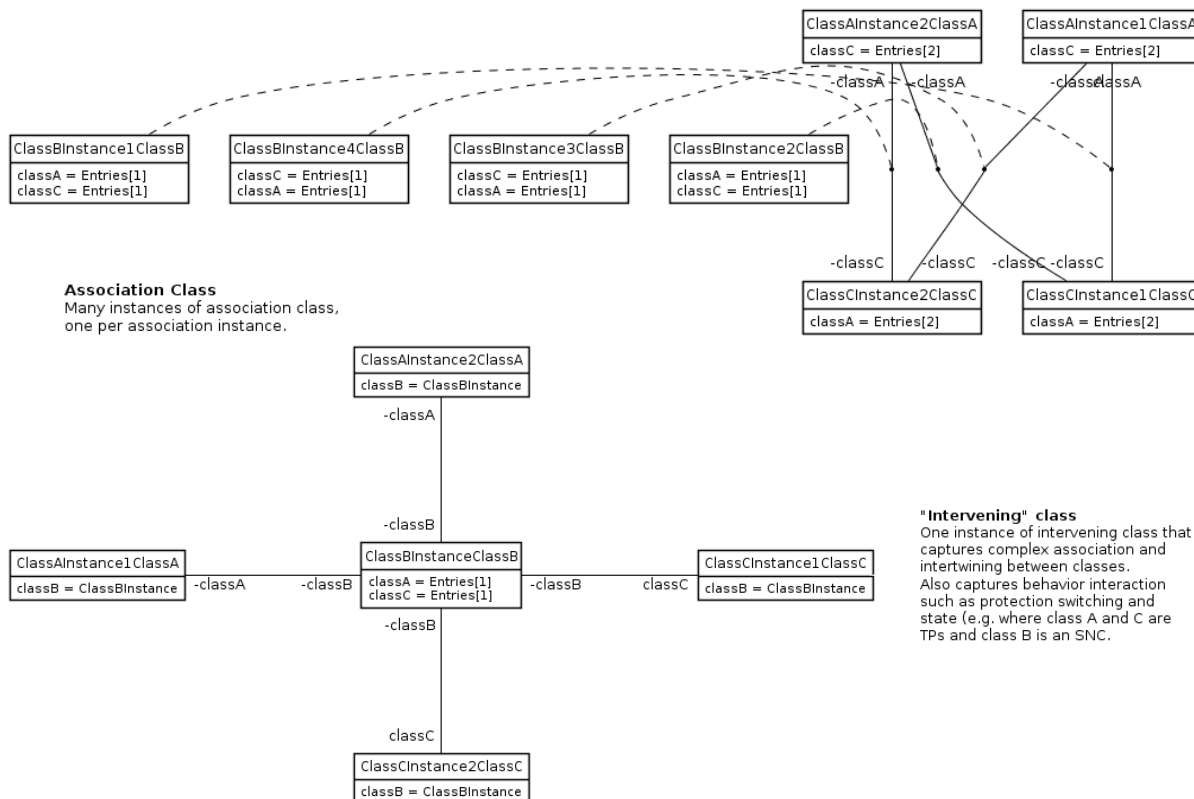 ClassAInstance2ClassA
classC = Entries[2]
ClassAInstance1ClassA
classC = Entries[2]
-classA
-classA
-classA
-classA
ClassBInstance1ClassB
classA = Entries[1]
classC = Entries[1]
ClassBInstance4ClassB
classC = Entries[1]
classA = Entries[1]
ClassBInstance3ClassB
classC = Entries[1]
classA = Entries[1]
ClassBInstance2ClassB
classA = Entries[1]
classC = Entries[1]
-classC
-classC
-classC
-classC
ClassCInstance2ClassC
classA = Entries[2]
ClassCInstance1ClassC
classA = Entries[2]
Association Class
Many instances of association class,
one per association instance.
ClassAInstance2ClassA
classB = ClassBInstance
-classA
-classB
ClassAInstance1ClassA
classB = ClassBInstance
-classA
-classB
ClassBInstanceClassB
classA = Entries[1]
classC = Entries[1]
-classB
classC
ClassCInstance1ClassC
classB = ClassBInstance
-classB
classC
ClassCInstance2ClassC
classB = ClassBInstance
"Intervening" class
One instance of intervening class that
captures complex association and
intertwining between classes.
Also captures behavior interaction
such as protection switching and
state (e.g. where class A and C are
TPs and class B is an SNC.